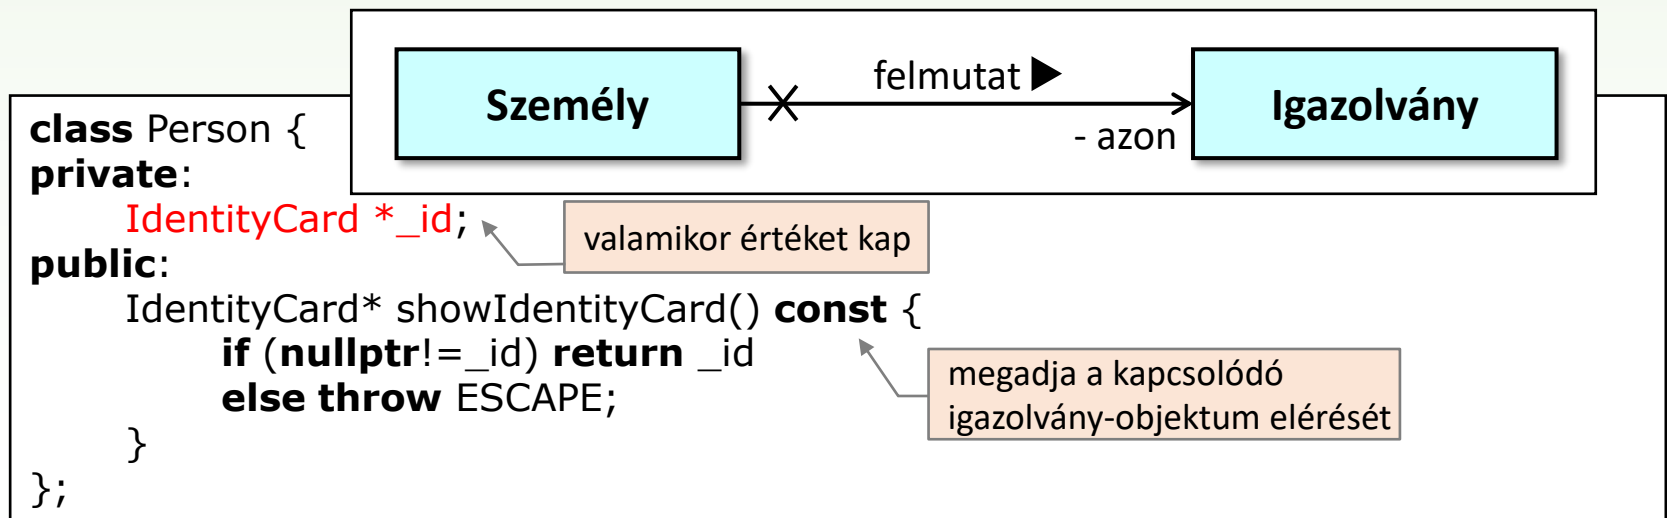 felmutat ▶
Személy
Igazolvány
- azon
class Person {
private:
IdentityCard *_id;
valamikor értéket kap
public:
IdentityCard* showIdentityCard() const {
if (nullptr!=_id) return _id
else throw ESCAPE;
megadja a kapcsolódó
igazolvány-objektum elérését
}
};